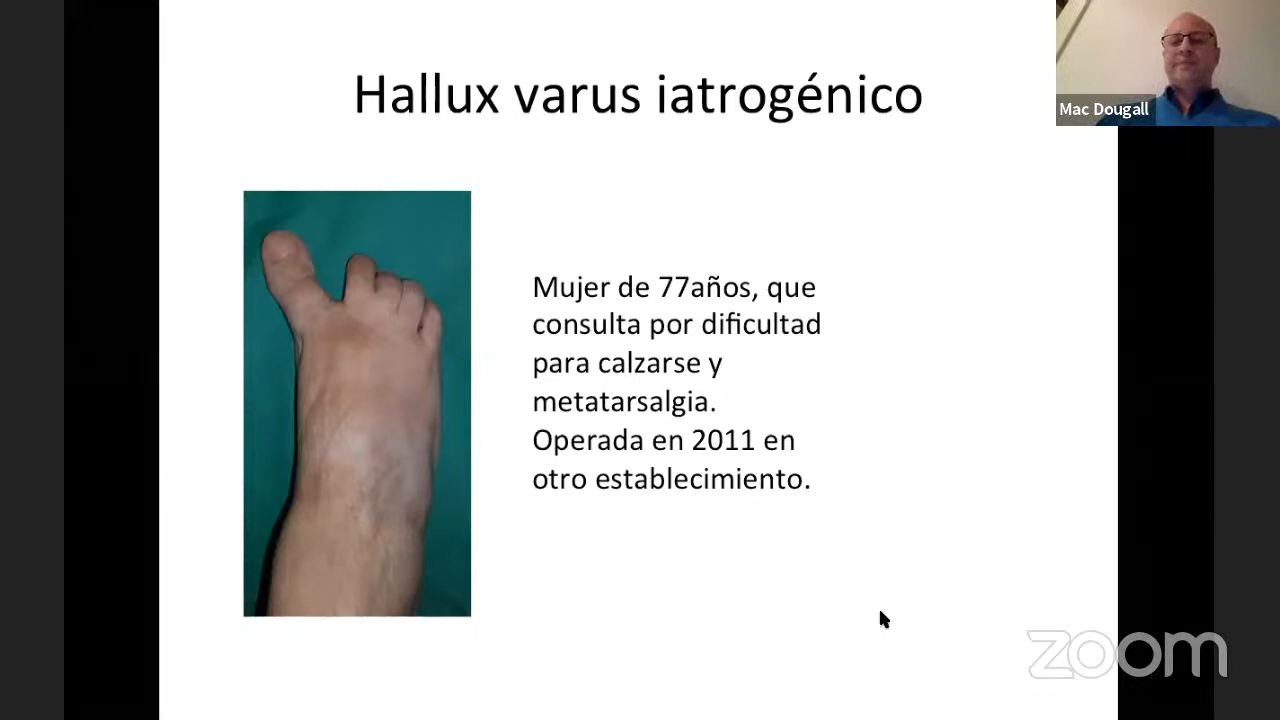 Hallux varus iatrogénico
Mac Dougall
Mujer de 77años, que
consulta por dificultad
para calzarse y
metatarsalgia.
Operada en 2011 en
otro establecimiento.
zoom